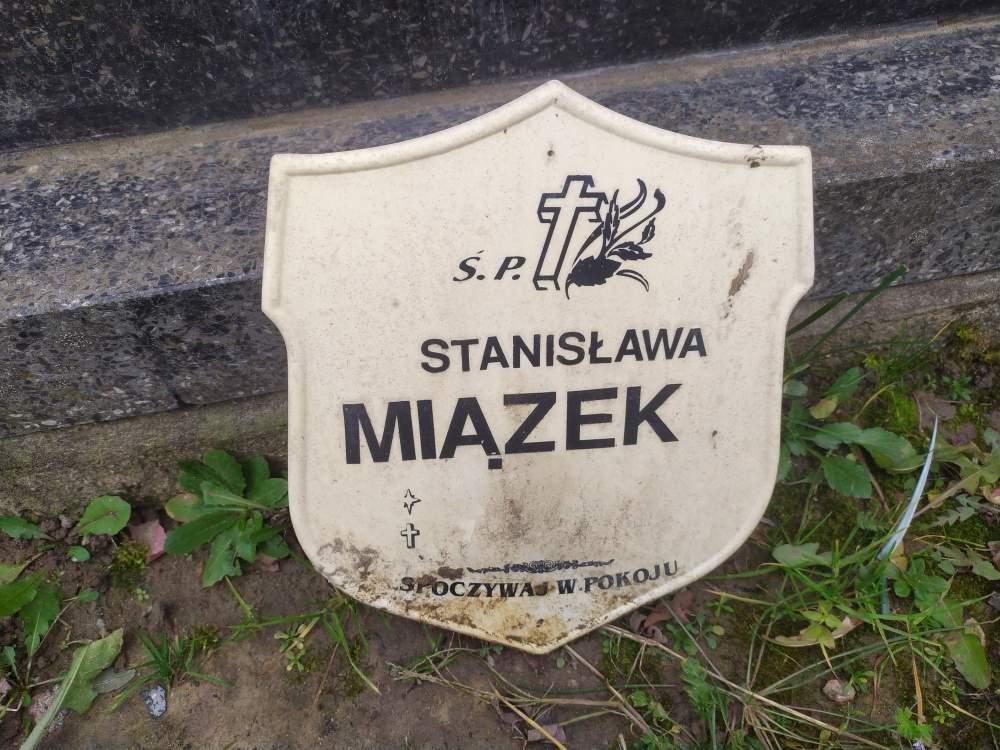 Ś. P.
STANISŁAWA
MIĄZEK
SPOCZYWAJ W POKOJU